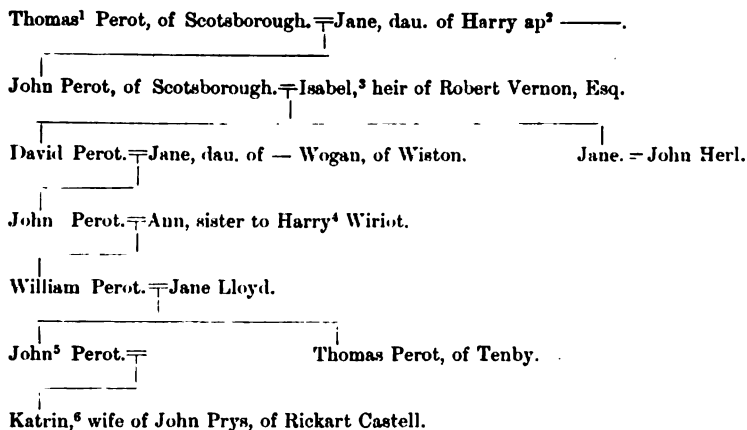 Thomas¹ Perot, of Scotsborough.=Jane, dau. of Harry ap² ———.
John Perot, of Scotsborough.=Isabel,³ heir of Robert Vernon, Esq.
David Perot.=Jane, dau. of — Wogan, of Wiston. Jane.=John Herl.
John Perot.=Ann, sister to Harry⁴ Wiriot.
William Perot.=Jane Lloyd.
John⁵ Perot.= Thomas Perot, of Tenby.
Katrin,⁶ wife of John Prys, of Rickart Castell.